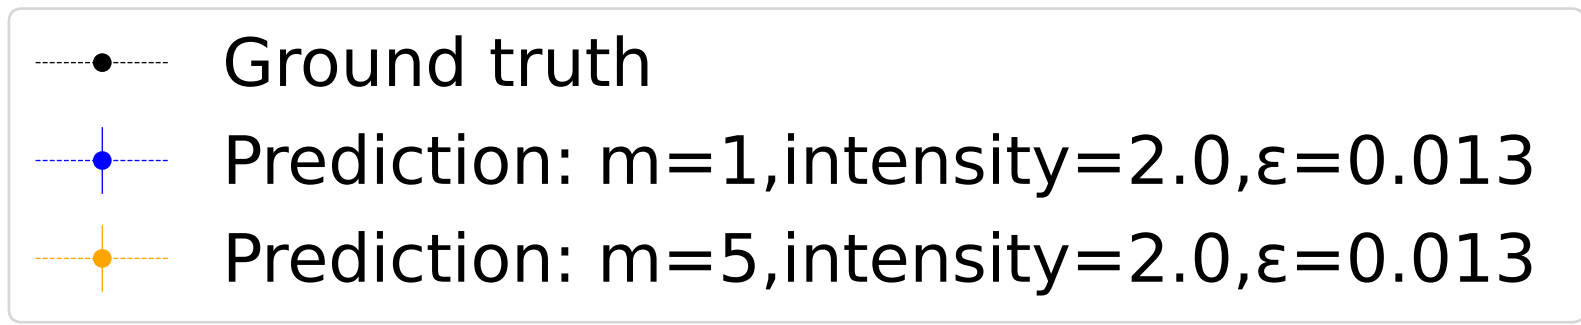 Ground truth
Prediction: m=1,intensity=2.0,ε=0.013
Prediction: m=5,intensity=2.0,ε=0.013